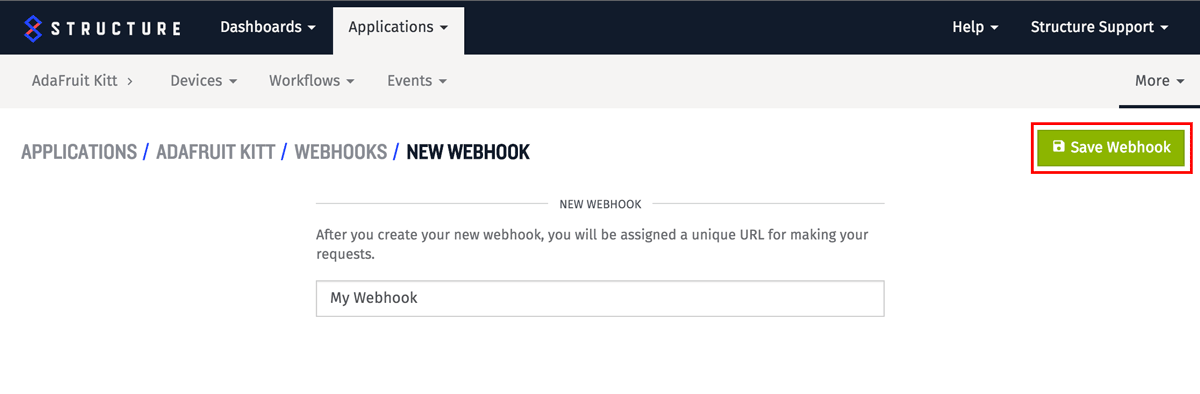 STRUCTURE Dashboards Applications Help Structure Support
AdaFruit Kitt > Devices Workflows Events More
APPLICATIONS / ADAFRUIT KITT / WEBHOOKS / NEW WEBHOOK
Save Webhook
NEW WEBHOOK
After you create your new webhook, you will be assigned a unique URL for making your
requests.
My Webhook